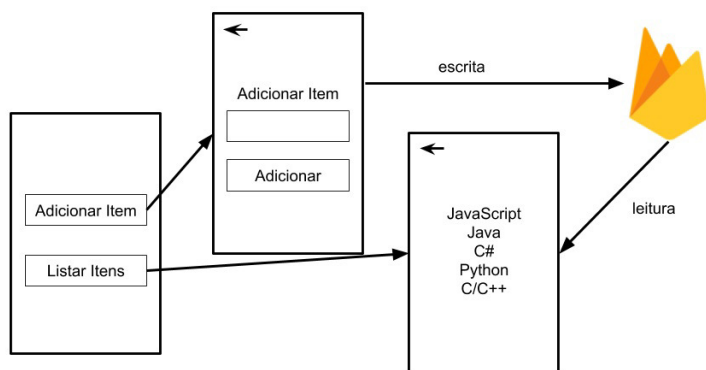 Adicionar Item
Listar Itens
Adicionar Item
Adicionar
escrita
JavaScript
Java
C#
Python
C/C++
leitura